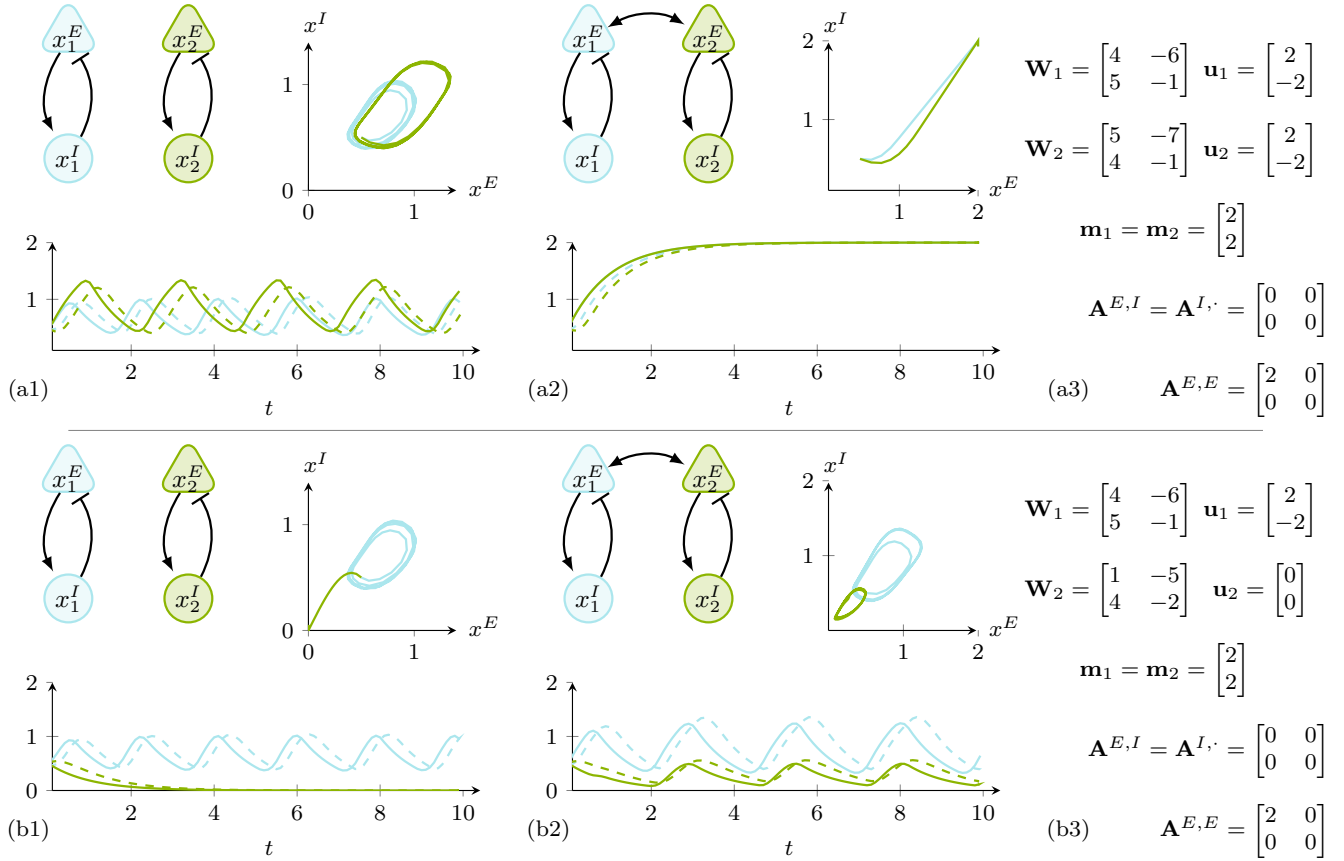 x_1^E x_2^E
x_1^I x_2^I
x^I
1
0
0 1
x^E
2
1
2 4 6 8 10
t
(a1)
x_1^E x_2^E
x_1^I x_2^I
x^I
2
1
1 2
x^E
2 4 6 8 10
t
(a2)
W_1 = [4 −6; 5 −1] u_1 = [2; −2]
W_2 = [5 −7; 4 −1] u_2 = [2; −2]
m_1 = m_2 = [2; 2]
A^{E,I} = A^{I,·} = [0 0; 0 0]
(a3) A^{E,E} = [2 0; 0 0]
x_1^E x_2^E
x_1^I x_2^I
x^I
1
0
0 1
x^E
2
1
0
2 4 6 8 10
t
(b1)
x_1^E x_2^E
x_1^I x_2^I
x^I
2
1
1 2
x^E
2
1
0
2 4 6 8 10
t
(b2)
W_1 = [4 −6; 5 −1] u_1 = [2; −2]
W_2 = [1 −5; 4 −2] u_2 = [0; 0]
m_1 = m_2 = [2; 2]
A^{E,I} = A^{I,·} = [0 0; 0 0]
(b3) A^{E,E} = [2 0; 0 0]